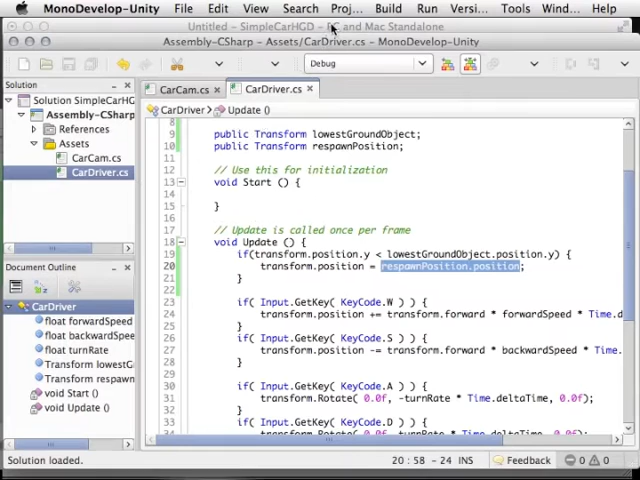 MonoDevelop-Unity File Edit View Search Proj... Build Run Versi... Tools Window Help
Untitled - SimpleCarHGD - PC and Mac Standalone
Assembly-CSharp - Assets/CarDriver.cs - MonoDevelop-Unity
Debug
Solution
Solution SimpleCarHG
Assembly-CSharp
References
Assets
CarCam.cs
CarDriver.cs
Document Outline
CarDriver
float forwardSpeed
float backwardSpee
float turnRate
Transform lowestG
Transform respawn
void Start ()
void Update ()
CarCam.cs × CarDriver.cs ×
CarDriver Update ()
8
9 public Transform lowestGroundObject;
10 public Transform respawnPosition;
11
12 // Use this for initialization
13 void Start () {
14
15 }
16
17 // Update is called once per frame
18 void Update () {
19 if(transform.position.y < lowestGroundObject.position.y) {
20 transform.position = respawnPosition.position;
21 }
22
23 if( Input.GetKey( KeyCode.W ) ) {
24 transform.position += transform.forward * forwardSpeed * Time.d
25 }
26 if( Input.GetKey( KeyCode.S ) ) {
27 transform.position -= transform.forward * backwardSpeed * Time.
28 }
29
30 if( Input.GetKey( KeyCode.A ) ) {
31 transform.Rotate( 0.0f, -turnRate * Time.deltaTime, 0.0f);
32 }
33 if( Input.GetKey( KeyCode.D ) ) {
34 transform.Rotate( 0.0f, turnRate * Time.deltaTime, 0.0f);
Solution loaded. 20 : 58 - 24 INS Feedback 0 0